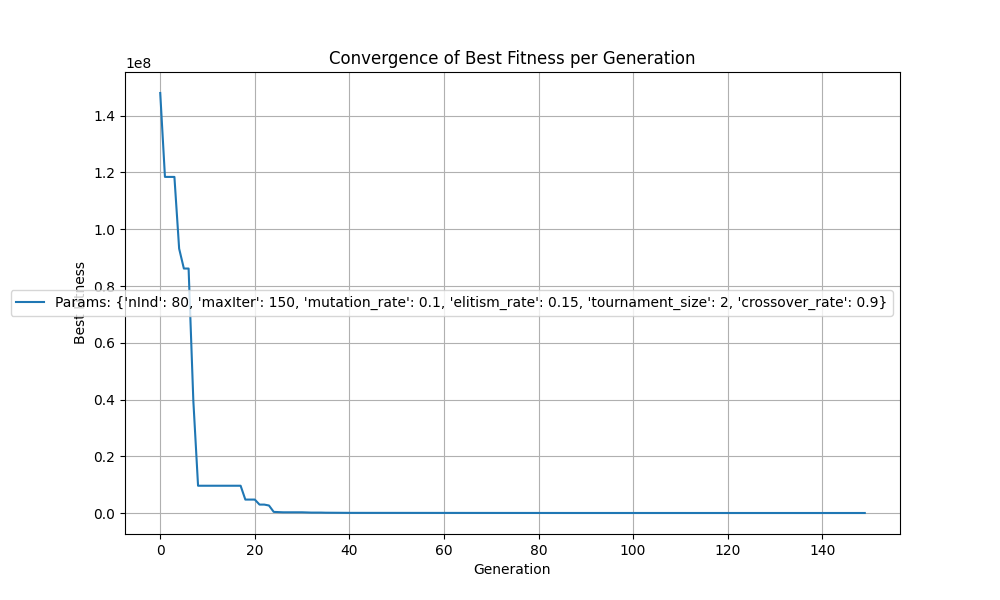 Convergence of Best Fitness per Generation
1e8
1.4
1.2
1.0
0.8
0.6
0.4
0.2
0.0
Best
Params: {'nInd': 80, 'maxIter': 150, 'mutation_rate': 0.1, 'elitism_rate': 0.15, 'tournament_size': 2, 'crossover_rate': 0.9}
0 20 40 60 80 100 120 140
Generation